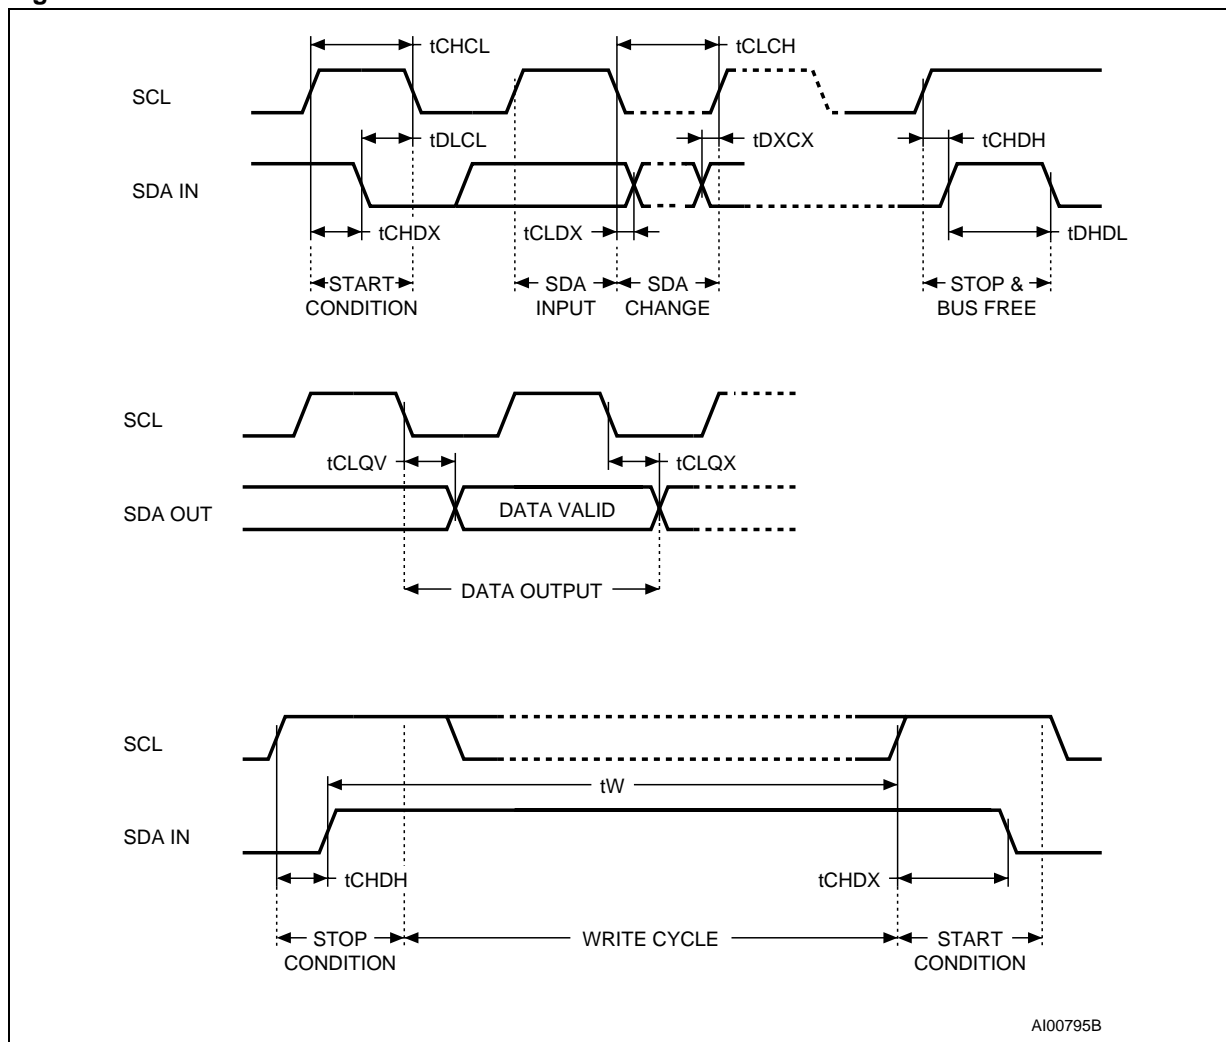 tCHCL
tCLCH
SCL
tDLCL
tDXCX
tCHDH
SDA IN
tCHDX
tCLDX
tDHDL
START
CONDITION
SDA
INPUT
SDA
CHANGE
STOP &
BUS FREE
SCL
tCLQV
tCLQX
SDA OUT
DATA VALID
DATA OUTPUT
SCL
tW
SDA IN
tCHDH
tCHDX
STOP
CONDITION
WRITE CYCLE
START
CONDITION
AI00795B